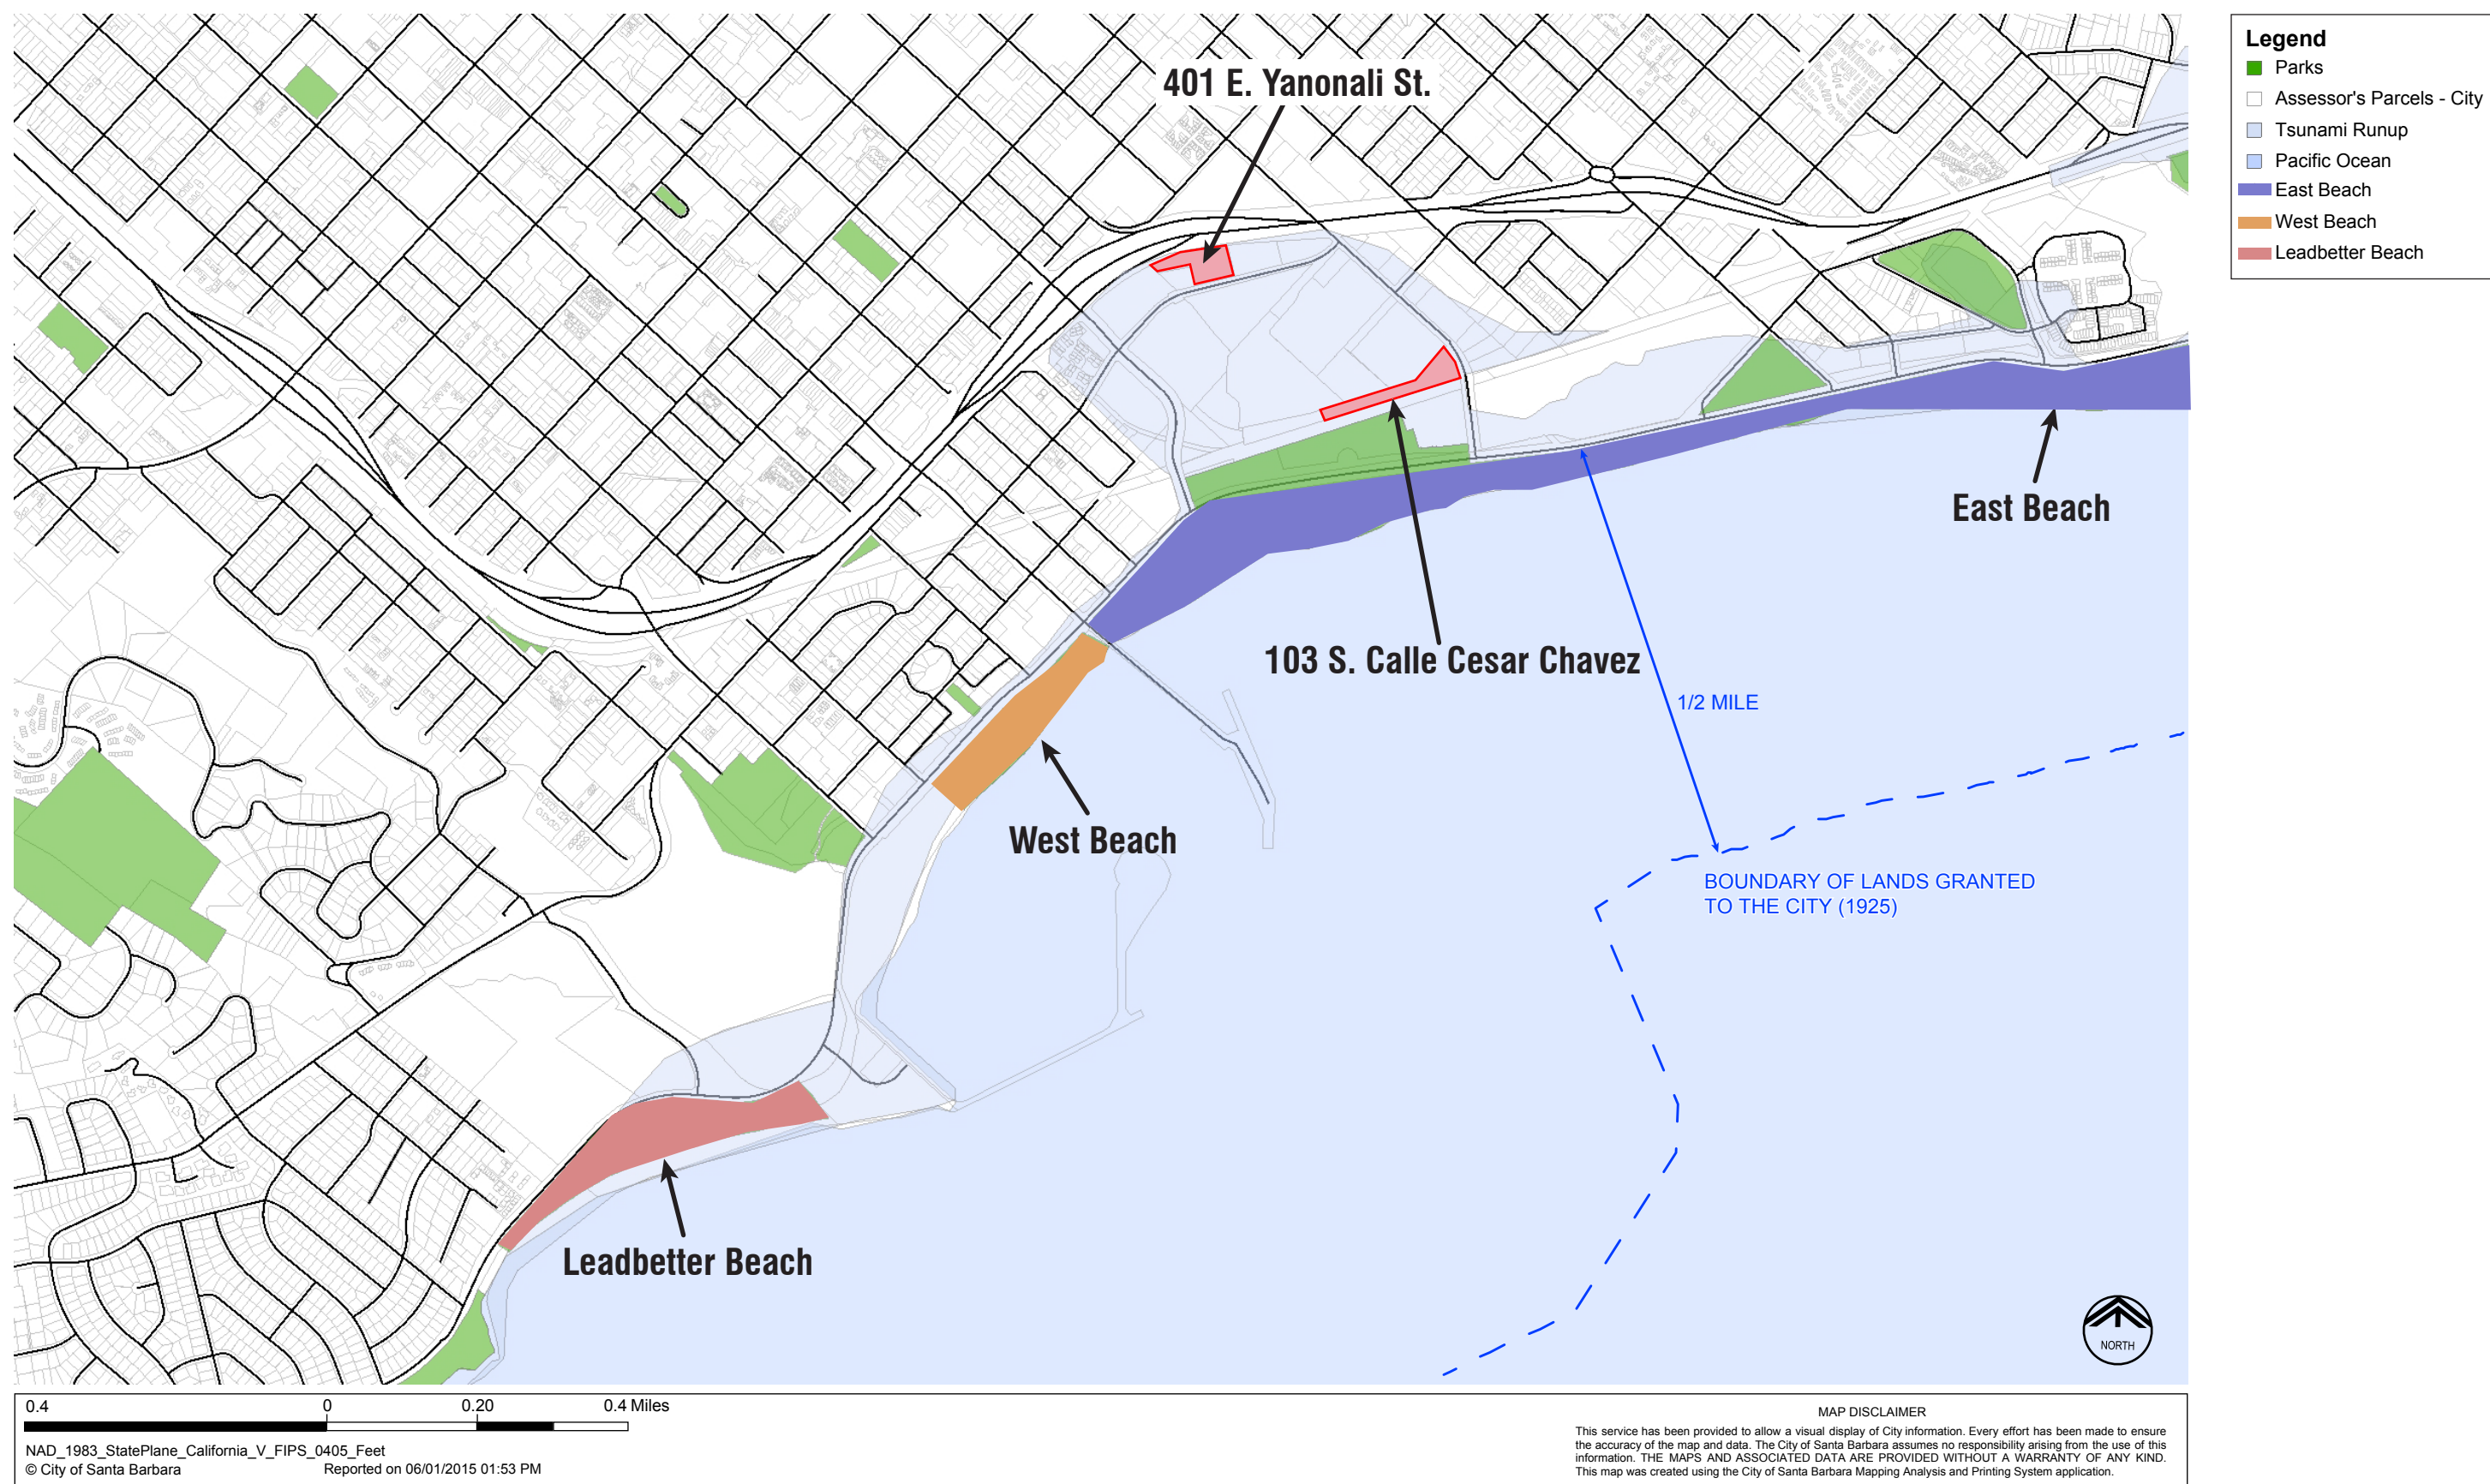 401 E. Yanonali St.
Legend
Parks
Assessor's Parcels - City
Tsunami Runup
Pacific Ocean
East Beach
West Beach
Leadbetter Beach
East Beach
103 S. Calle Cesar Chavez
1/2 MILE
West Beach
BOUNDARY OF LANDS GRANTED
TO THE CITY (1925)
Leadbetter Beach
NORTH
0.4 0 0.20 0.4 Miles
NAD_1983_StatePlane_California_V_FIPS_0405_Feet
© City of Santa Barbara Reported on 06/01/2015 01:53 PM
MAP DISCLAIMER
This service has been provided to allow a visual display of City information. Every effort has been made to ensure
the accuracy of the map and data. The City of Santa Barbara assumes no responsibility arising from the use of this
information. THE MAPS AND ASSOCIATED DATA ARE PROVIDED WITHOUT A WARRANTY OF ANY KIND.
This map was created using the City of Santa Barbara Mapping Analysis and Printing System application.